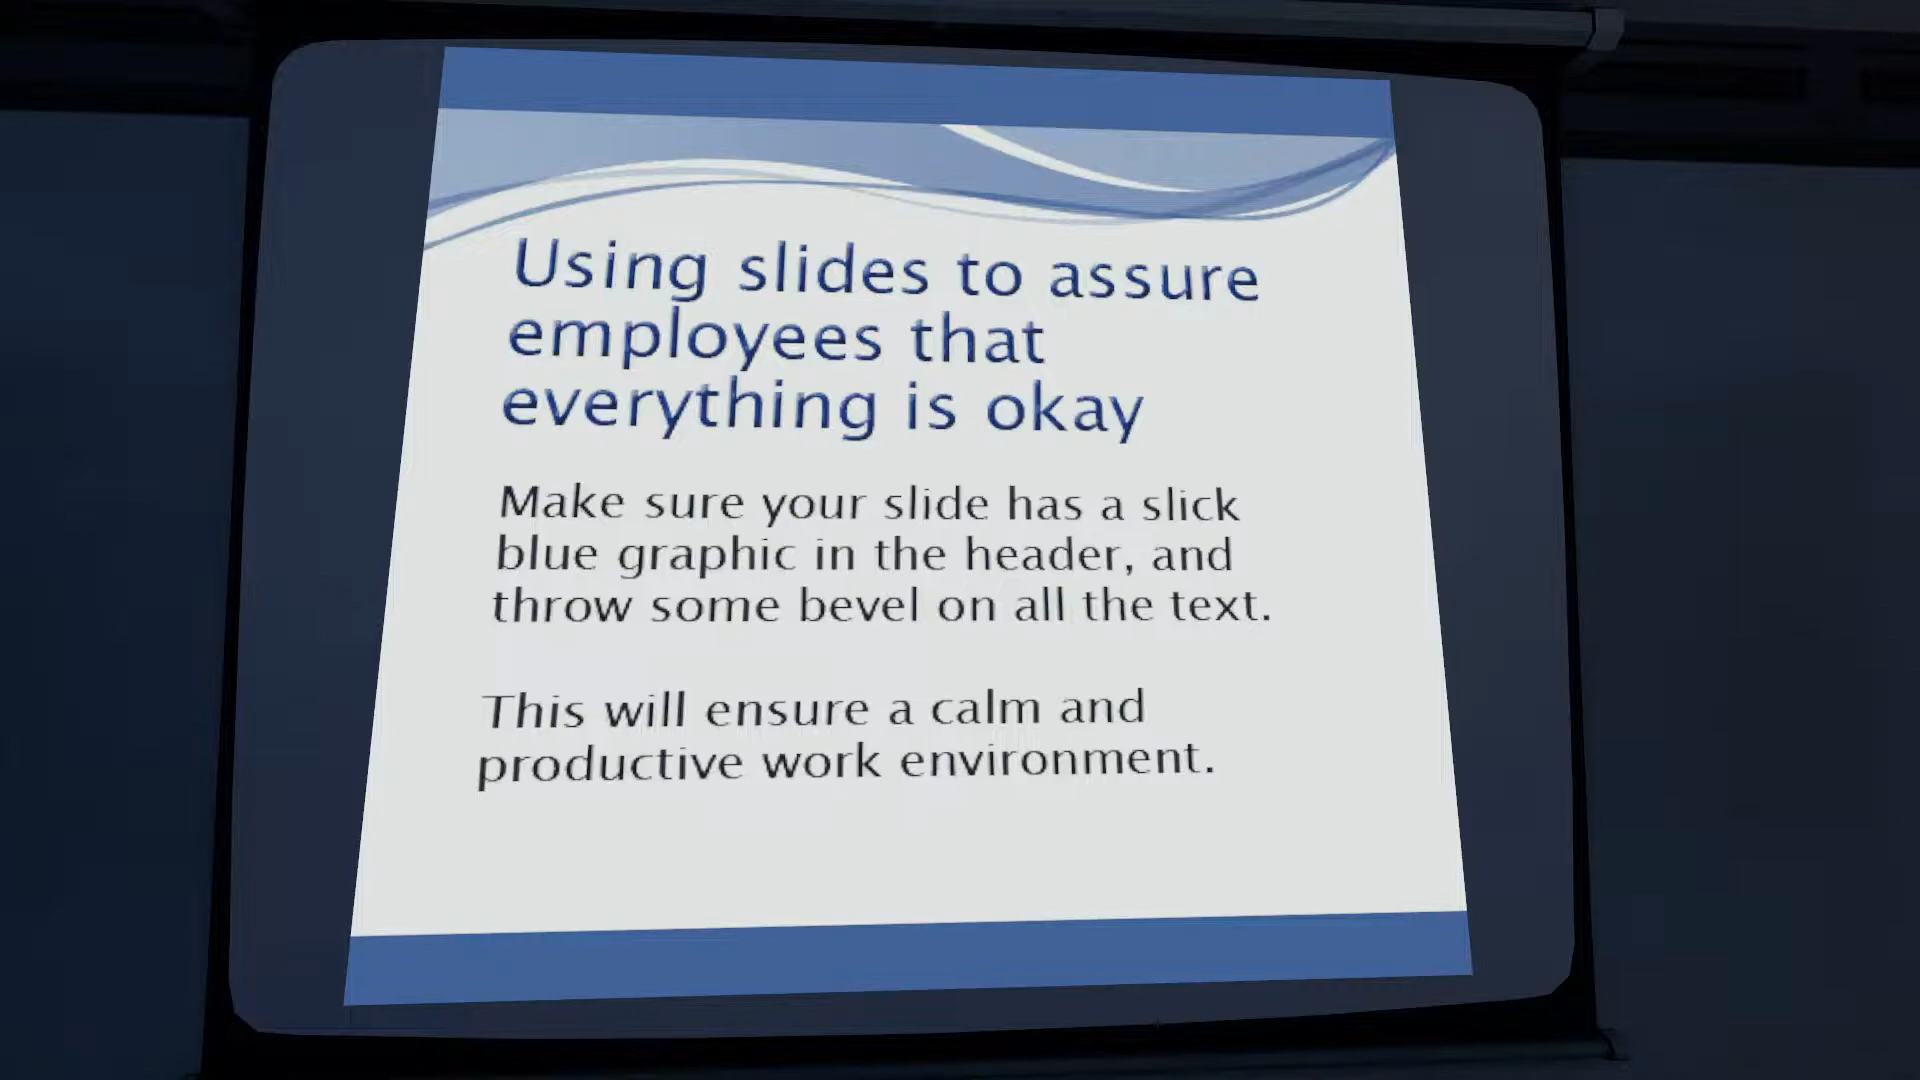 Using slides to assure
employees that
everything is okay
Make sure your slide has a slick
blue graphic in the header, and
throw some bevel on all the text.
This will ensure a calm and
productive work environment.